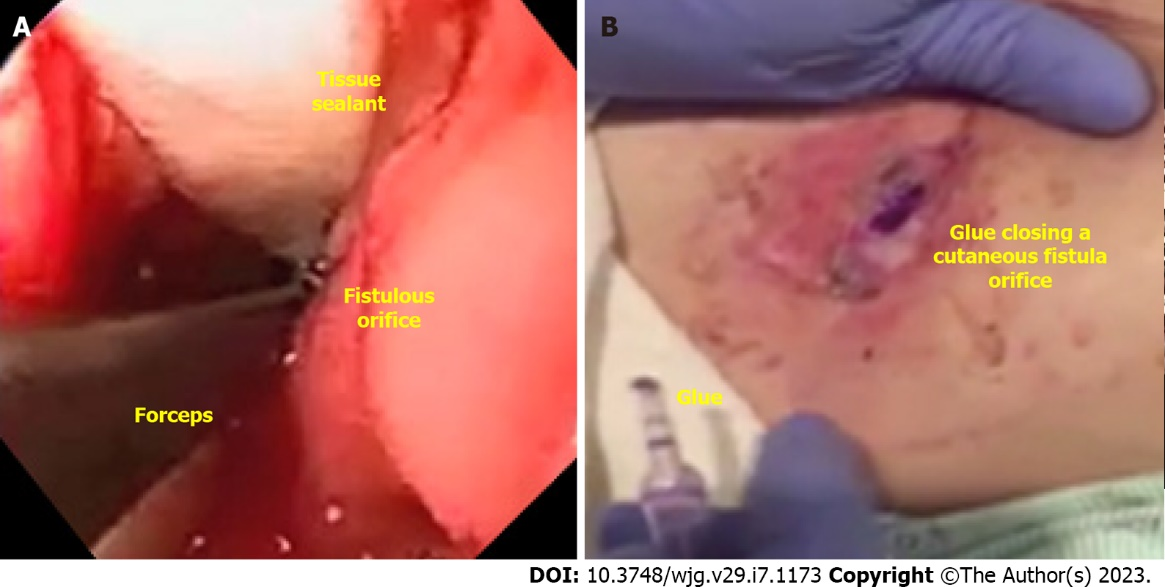 A
Tissue
sealant
Fistulous
orifice
Forceps
B
Glue closing a
cutaneous fistula
orifice
Glue
DOI: 10.3748/wjg.v29.i7.1173 Copyright ©The Author(s) 2023.